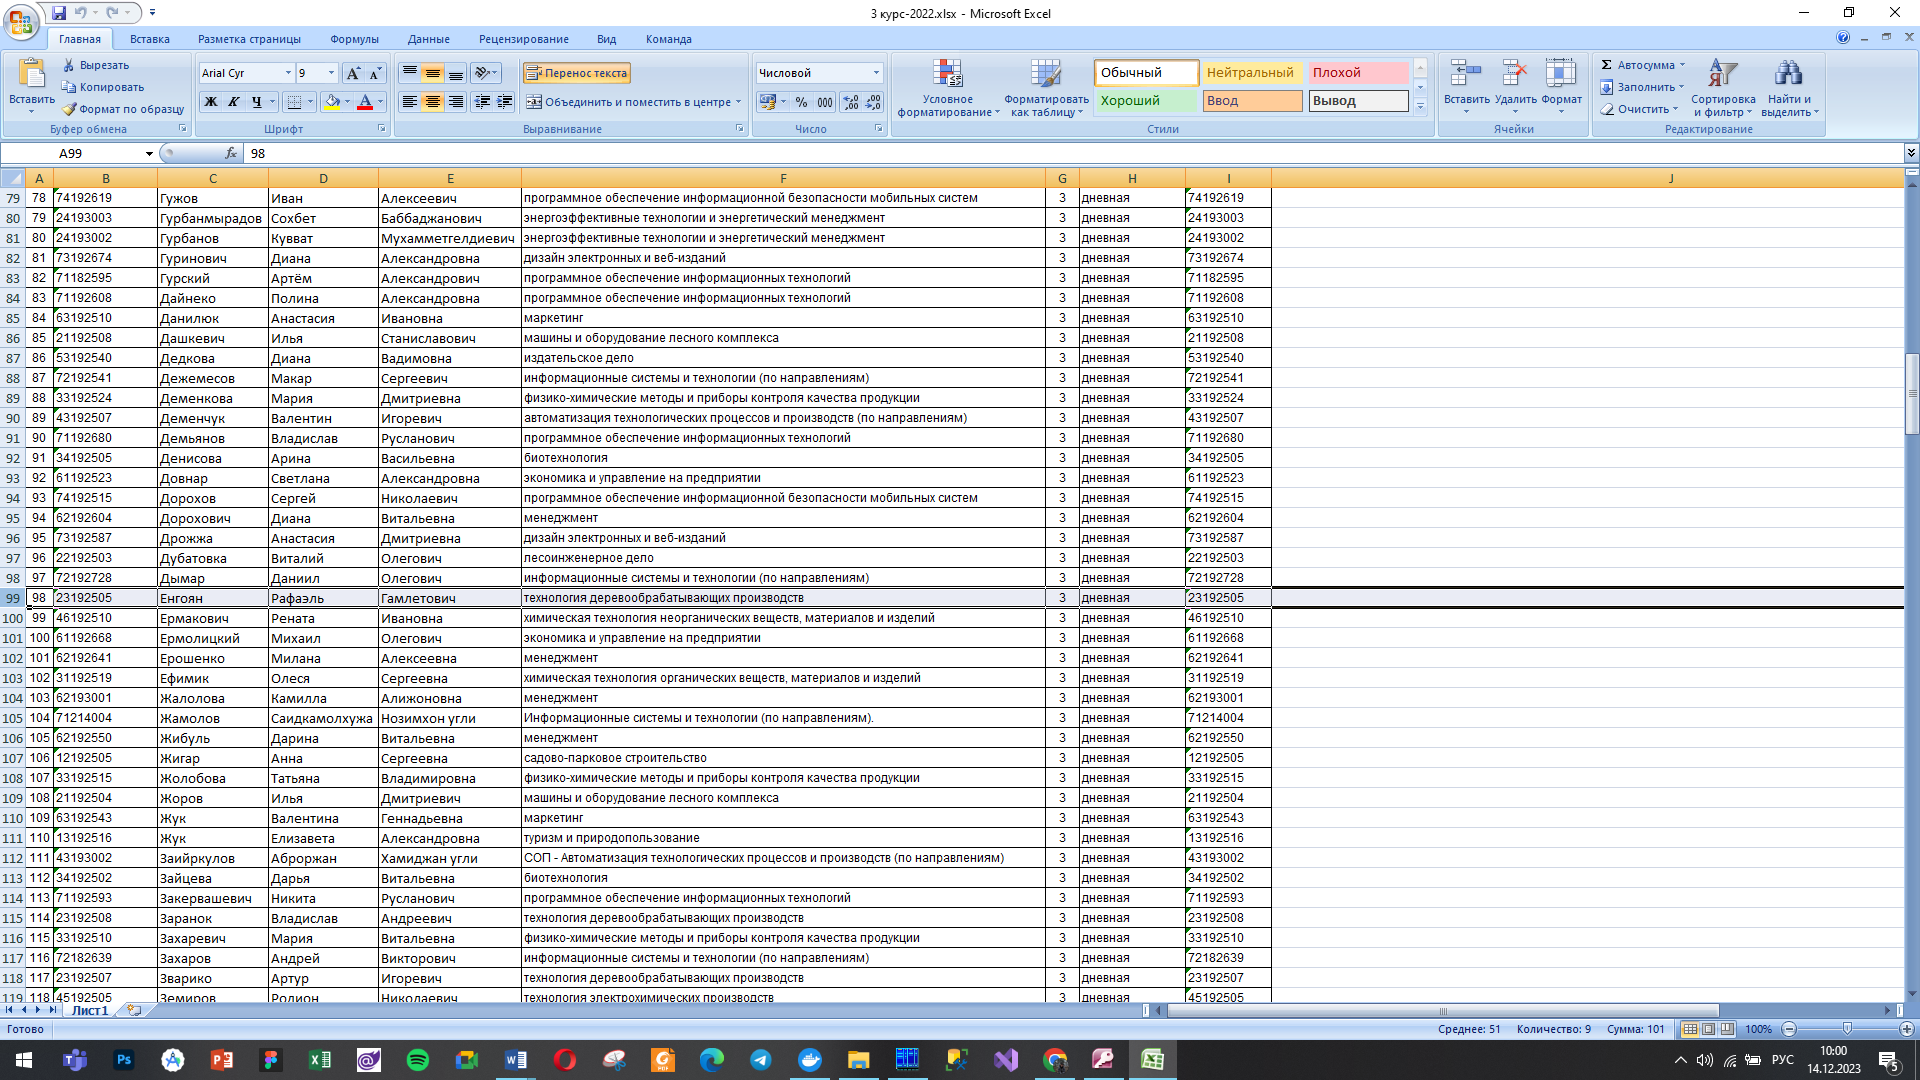 3 курс-2022.xlsx - Microsoft Excel
Главная Вставка Разметка страницы Формулы Данные Рецензирование Вид Команда
Вставить Вырезать Копировать Формат по образцу Буфер обмена
Arial Cyr 9 Ж К Ч Шрифт
Перенос текста Объединить и поместить в центре Выравнивание
Числовой % 000 Число
Условное форматирование Форматировать как таблицу Обычный Нейтральный Плохой Хороший Ввод Вывод Стили
Вставить Удалить Формат Ячейки
Автосумма Заполнить Очистить Сортировка и фильтр Найти и выделить Редактирование
A99 fx 98
A B C D E F G H I J
79 78 74192619 Гужов Иван Алексеевич программное обеспечение информационной безопасности мобильных систем 3 дневная 74192619
80 79 24193003 Гурбанмырадов Сохбет Баббаджанович энергоэффективные технологии и энергетический менеджмент 3 дневная 24193003
81 80 24193002 Гурбанов Кувват Мухамметгелдиевич энергоэффективные технологии и энергетический менеджмент 3 дневная 24193002
82 81 73192674 Гуринович Диана Александровна дизайн электронных и веб-изданий 3 дневная 73192674
83 82 71182595 Гурский Артём Александрович программное обеспечение информационных технологий 3 дневная 71182595
84 83 71192608 Дайнеко Полина Александровна программное обеспечение информационных технологий 3 дневная 71192608
85 84 63192510 Данилюк Анастасия Ивановна маркетинг 3 дневная 63192510
86 85 21192508 Дашкевич Илья Станиславович машины и оборудование лесного комплекса 3 дневная 21192508
87 86 53192540 Дедкова Диана Вадимовна издательское дело 3 дневная 53192540
88 87 72192541 Дежемесов Макар Сергеевич информационные системы и технологии (по направлениям) 3 дневная 72192541
89 88 33192524 Деменкова Мария Дмитриевна физико-химические методы и приборы контроля качества продукции 3 дневная 33192524
90 89 43192507 Деменчук Валентин Игоревич автоматизация технологических процессов и производств (по направлениям) 3 дневная 43192507
91 90 71192680 Демьянов Владислав Русланович программное обеспечение информационных технологий 3 дневная 71192680
92 91 34192505 Денисова Арина Васильевна биотехнология 3 дневная 34192505
93 92 61192523 Довнар Светлана Александровна экономика и управление на предприятии 3 дневная 61192523
94 93 74192515 Дорохов Сергей Николаевич программное обеспечение информационной безопасности мобильных систем 3 дневная 74192515
95 94 62192604 Дорохович Диана Витальевна менеджмент 3 дневная 62192604
96 95 73192587 Дрожжа Анастасия Дмитриевна дизайн электронных и веб-изданий 3 дневная 73192587
97 96 22192503 Дубатовка Виталий Олегович лесоинженерное дело 3 дневная 22192503
98 97 72192728 Дымар Даниил Олегович информационные системы и технологии (по направлениям) 3 дневная 72192728
99 98 23192505 Енгоян Рафаэль Гамлетович технология деревообрабатывающих производств 3 дневная 23192505
100 99 46192510 Ермакович Рената Ивановна химическая технология неорганических веществ, материалов и изделий 3 дневная 46192510
101 100 61192668 Ермолицкий Михаил Олегович экономика и управление на предприятии 3 дневная 61192668
102 101 62192641 Ерошенко Милана Алексеевна менеджмент 3 дневная 62192641
103 102 31192519 Ефимик Олеся Сергеевна химическая технология органических веществ, материалов и изделий 3 дневная 31192519
104 103 62193001 Жалолова Камилла Алижоновна менеджмент 3 дневная 62193001
105 104 71214004 Жамолов Саидкамолхужа Нозимхон угли Информационные системы и технологии (по направлениям). 3 дневная 71214004
106 105 62192550 Жибуль Дарина Витальевна менеджмент 3 дневная 62192550
107 106 12192505 Жигар Анна Сергеевна садово-парковое строительство 3 дневная 12192505
108 107 33192515 Жолобова Татьяна Владимировна физико-химические методы и приборы контроля качества продукции 3 дневная 33192515
109 108 21192504 Жоров Илья Дмитриевич машины и оборудование лесного комплекса 3 дневная 21192504
110 109 63192543 Жук Валентина Геннадьевна маркетинг 3 дневная 63192543
111 110 13192516 Жук Елизавета Александровна туризм и природопользование 3 дневная 13192516
112 111 43193002 Заийркулов Аброржан Хамиджан угли СОП - Автоматизация технологических процессов и производств (по направлениям) 3 дневная 43193002
113 112 34192502 Зайцева Дарья Витальевна биотехнология 3 дневная 34192502
114 113 71192593 Закервашевич Никита Русланович программное обеспечение информационных технологий 3 дневная 71192593
115 114 23192508 Заранок Владислав Андреевич технология деревообрабатывающих производств 3 дневная 23192508
116 115 33192510 Захаревич Мария Витальевна физико-химические методы и приборы контроля качества продукции 3 дневная 33192510
117 116 72182639 Захаров Андрей Викторович информационные системы и технологии (по направлениям) 3 дневная 72182639
118 117 23192507 Зварико Артур Игоревич технология деревообрабатывающих производств 3 дневная 23192507
119 118 45192505 Земиров Родион Николаевич технология электрохимических производств 3 дневная 45192505
Лист1
Готово Среднее: 51 Количество: 9 Сумма: 101 100%
РУС 10:00
14.12.2023 5